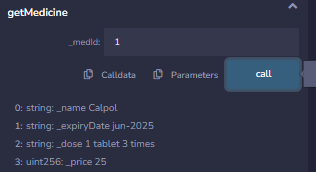 getMedicine
_medId: 1
Calldata Parameters call
0: string: _name Calpol
1: string: _expiryDate jun-2025
2: string: _dose 1 tablet 3 times
3: uint256: _price 25